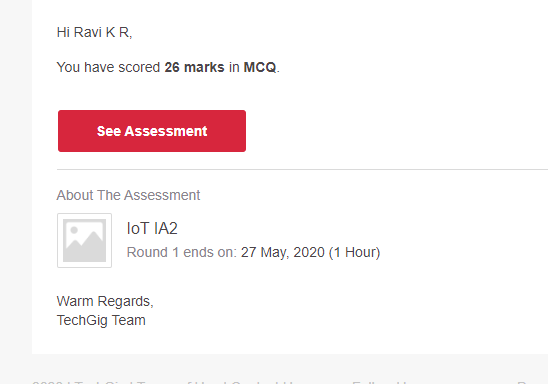 Hi Ravi K R,
You have scored 26 marks in MCQ.
See Assessment
About The Assessment
IoT IA2
Round 1 ends on: 27 May, 2020 (1 Hour)
Warm Regards,
TechGig Team